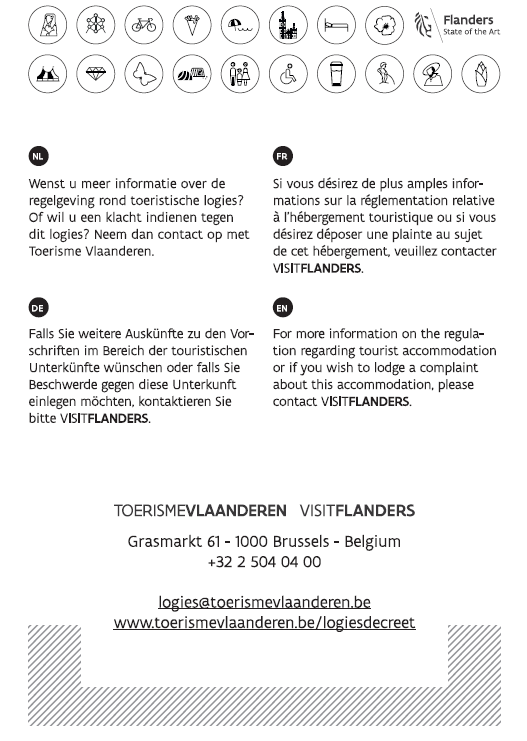 Flanders
State of the Art
NL
Wenst u meer informatie over de
regelgeving rond toeristische logies?
Of wil u een klacht indienen tegen
dit logies? Neem dan contact op met
Toerisme Vlaanderen.
FR
Si vous désirez de plus amples infor-
mations sur la réglementation relative
à l'hébergement touristique ou si vous
désirez déposer une plainte au sujet
de cet hébergement, veuillez contacter
VISITFLANDERS.
DE
Falls Sie weitere Auskünfte zu den Vor-
schriften im Bereich der touristischen
Unterkünfte wünschen oder falls Sie
Beschwerde gegen diese Unterkunft
einlegen möchten, kontaktieren Sie
bitte VISITFLANDERS.
EN
For more information on the regula-
tion regarding tourist accommodation
or if you wish to lodge a complaint
about this accommodation, please
contact VISITFLANDERS.
TOERISMEVLAANDEREN VISITFLANDERS
Grasmarkt 61 - 1000 Brussels - Belgium
+32 2 504 04 00
logies@toerismevlaanderen.be
www.toerismevlaanderen.be/logiesdecreet